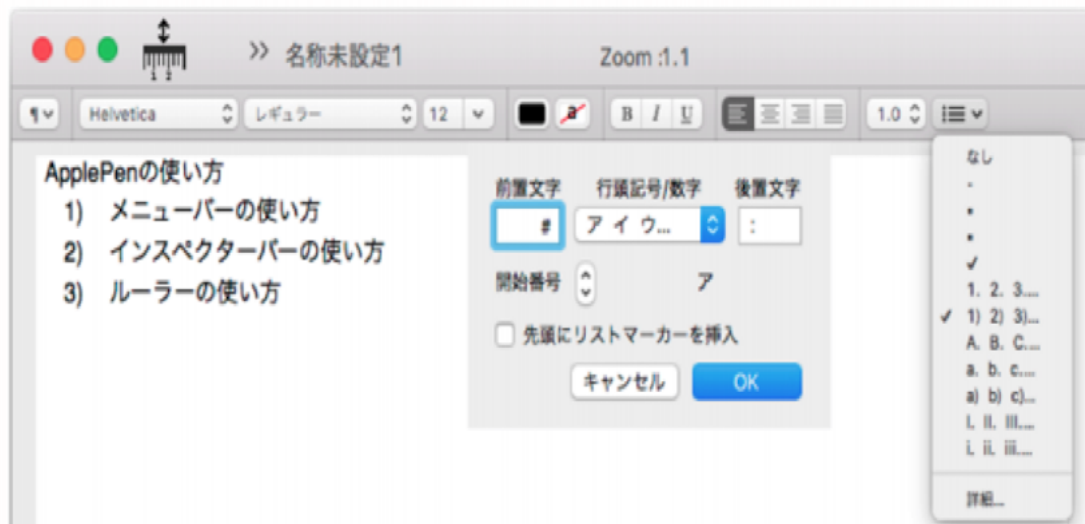 名称未設定1
Zoom :1.1
¶
Helvetica
レギュラー
12
a
B I U
1.0
ApplePenの使い方
1) メニューバーの使い方
2) インスペクターバーの使い方
3) ルーラーの使い方
前置文字 行頭記号/数字 後置文字
# ア イ ウ... :
開始番号 ア
先頭にリストマーカーを挿入
キャンセル OK
なし
1. 2. 3....
✓ 1) 2) 3)...
A. B. C....
a. b. c....
a) b) c)...
I. II. III....
i. ii. iii....
詳細...